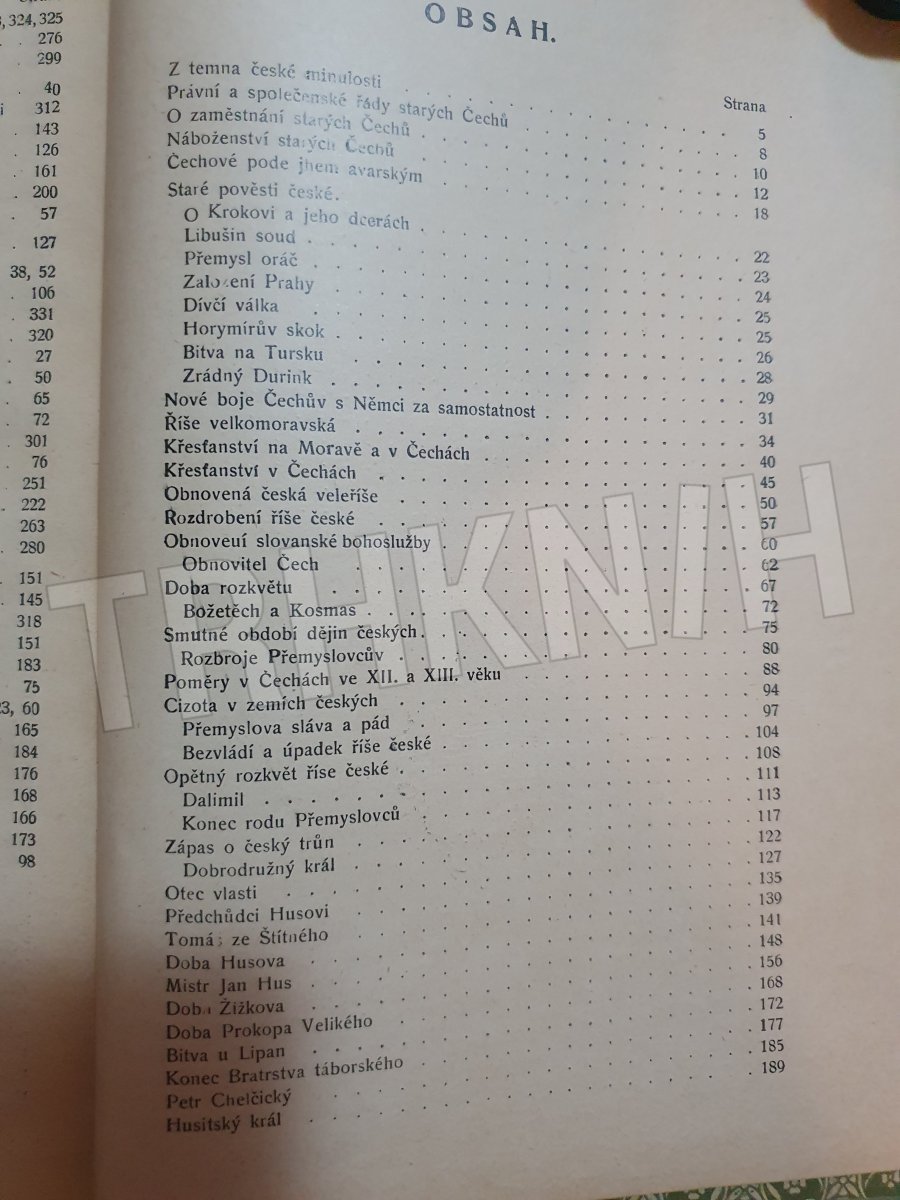 3, 324, 325
276
299
40
i 312
143
126
161
200
57
127
38, 52
106
331
320
27
50
65
72
301
76
251
222
263
280
151
145
318
151
183
75
23, 60
165
184
176
168
166
173
98
OBSAH.
Strana
Z temna české minulosti . . . 5
Právní a společenské řády starých Čechů . . . 8
O zaměstnání starých Čechů . . . 10
Náboženství starých Čechů . . . 12
Čechové pode jhem avarským . . . 18
Staré pověsti české.
O Krokovi a jeho dcerách . . . 22
Libušin soud . . . 23
Přemysl oráč . . . 24
Založení Prahy . . . 25
Dívčí válka . . . 25
Horymírův skok . . . 26
Bitva na Tursku . . . 28
Zrádný Durink . . . 29
Nové boje Čechův s Němci za samostatnost . . . 31
Říše velkomoravská . . . 34
Křesťanství na Moravě a v Čechách . . . 40
Křesťanství v Čechách . . . 45
Obnovená česká veleříše . . . 50
Rozdrobení říše české . . . 57
Obnoveuí slovanské bohoslužby . . . 60
Obnovitel Čech . . . 62
Doba rozkvětu . . . 67
Božetěch a Kosmas . . . 72
Smutné období dějin českých . . . 75
Rozbroje Přemyslovcův . . . 80
Poměry v Čechách ve XII. a XIII. věku . . . 88
Cizota v zemích českých . . . 94
Přemyslova sláva a pád . . . 97
Bezvládí a úpadek říše české . . . 104
Opětný rozkvět říse české . . . 108
Dalimil . . . 111
Konec rodu Přemyslovců . . . 113
Zápas o český trůn . . . 117
Dobrodružný král . . . 122
Otec vlasti . . . 127
Předchůdci Husovi . . . 135
Tomáš ze Štítného . . . 139
Doba Husova . . . 141
Mistr Jan Hus . . . 148
Doba Žižkova . . . 156
Doba Prokopa Velikého . . . 168
Bitva u Lipan . . . 172
Konec Bratrstva táborského . . . 177
Petr Chelčický . . . 185
Husitský král . . . 189
TRHKNIH